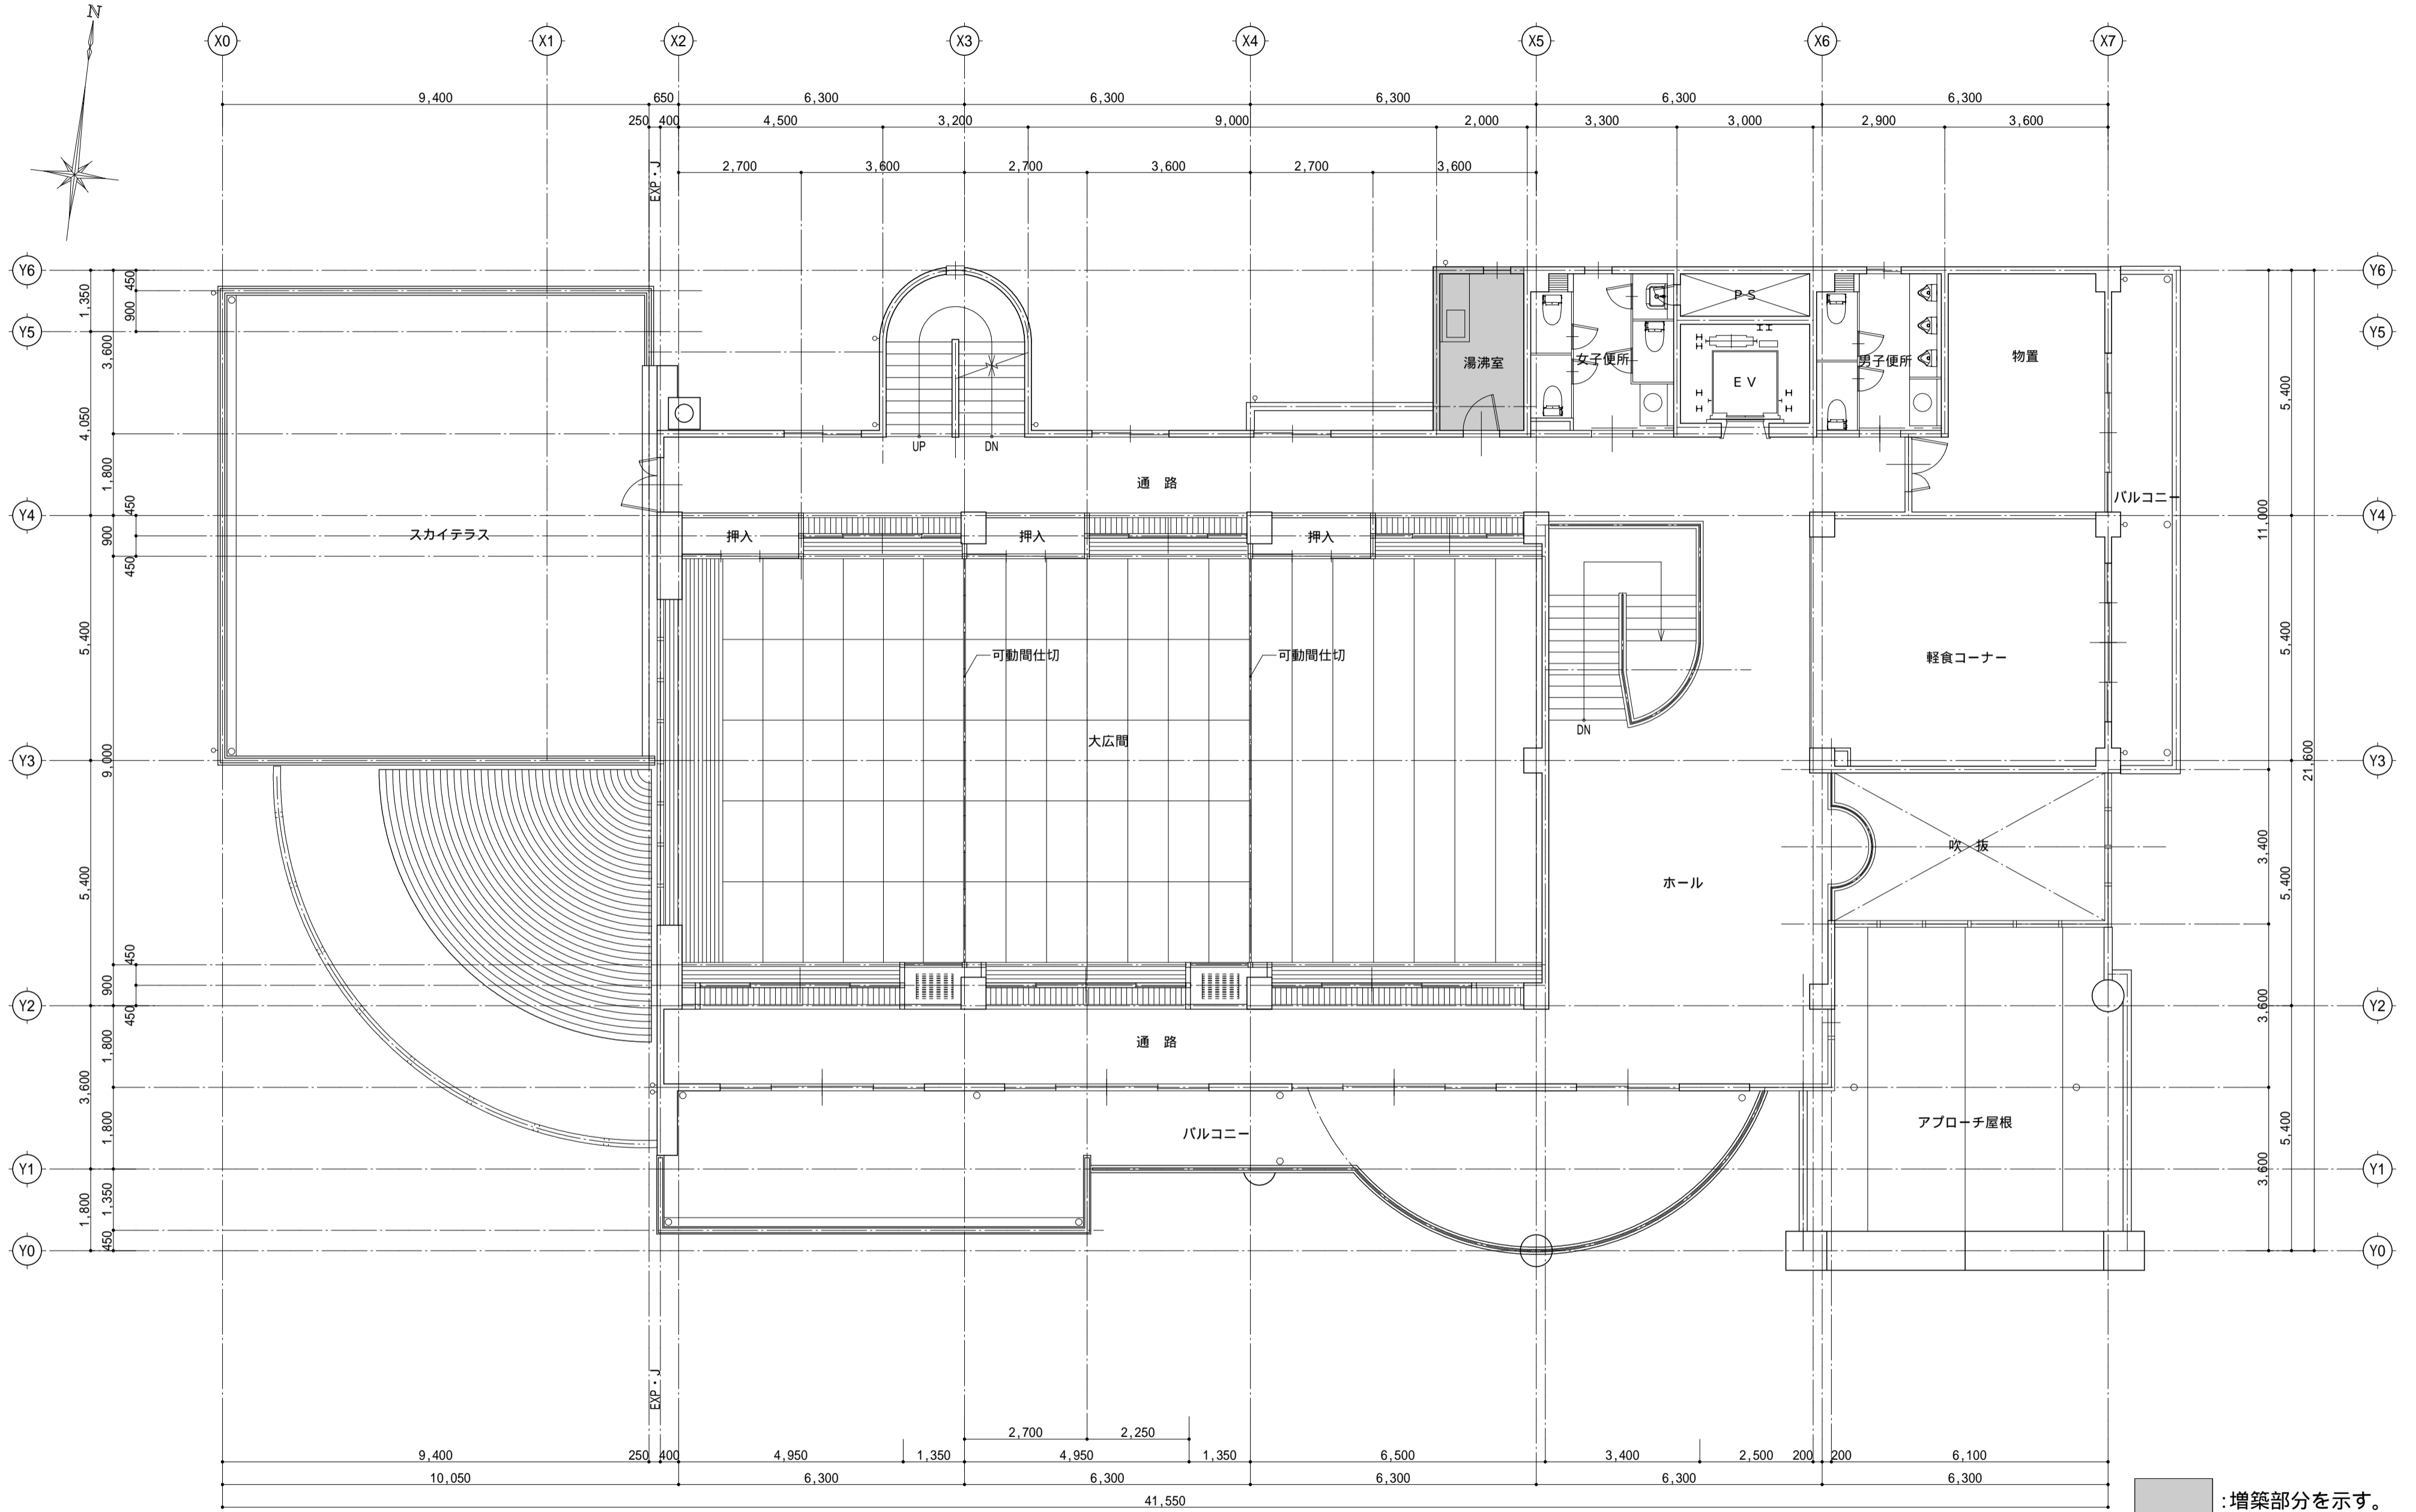 N
X0 X1 X2 X3 X4 X5 X6 X7
9,400 650 6,300 6,300 6,300 6,300 6,300
250 400 4,500 3,200 9,000 2,000 3,300 3,000 2,900 3,600
2,700 3,600 2,700 3,600 2,700 3,600
EXP・J
Y6 Y6
450
1,350
900
Y5 Y5
3,600
P S
湯沸室 女子便所 EV 男子便所 物置
5,400
4,050
UP DN
1,800
通 路
450
バルコニー
Y4 Y4
11,000
スカイテラス
押入 押入 押入
900
450
5,400
可動間仕切 可動間仕切
軽食コーナー
5,400
DN
大広間
Y3 Y3
9,000
21,600
吹 抜
3,400
ホール
5,400
5,400
450
900
Y2 Y2
450
3,600
1,800
通 路
3,600
アプローチ屋根
1,800
バルコニー
5,400
Y1 Y1
3,600
1,350
1,800
450
Y0 Y0
EXP・J
2,700 2,250
9,400 250 400 4,950 1,350 4,950 1,350 6,500 3,400 2,500 200 200 6,100
10,050 6,300 6,300 6,300 6,300 6,300
41,550
:増築部分を示す。